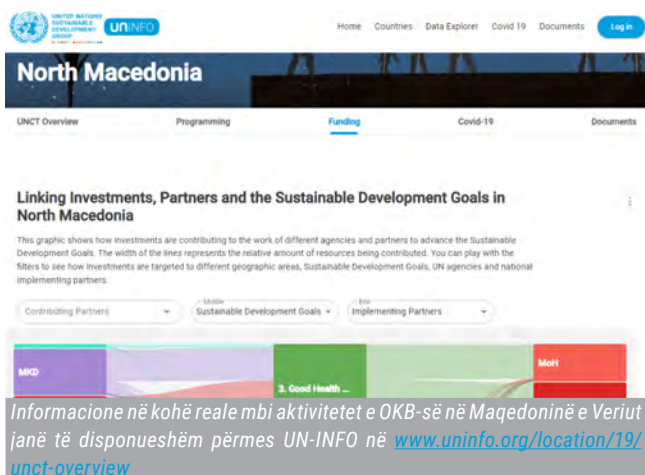 UNITED NATIONS
SUSTAINABLE
DEVELOPMENT
GROUP
UNINFO
Home Countries Data Explorer Covid 19 Documents Log in
North Macedonia
UNCT Overview Programming Funding Covid-19 Documents
Linking Investments, Partners and the Sustainable Development Goals in
North Macedonia
This graphic shows how investments are contributing to the work of different agencies and partners to advance the Sustainable
Development Goals. The width of the lines represents the relative amount of resources being contributed. You can play with the
filters to see how investments are targeted to different geographic areas, Sustainable Development Goals, UN agencies and national
implementing partners.
Middle End
Contributing Partners Sustainable Development Goals Implementing Partners
MKD MoH
3. Good Health ...
Informacione në kohë reale mbi aktivitetet e OKB-së në Maqedoninë e Veriut
janë të disponueshëm përmes UN-INFO në www.uninfo.org/location/19/
unct-overview